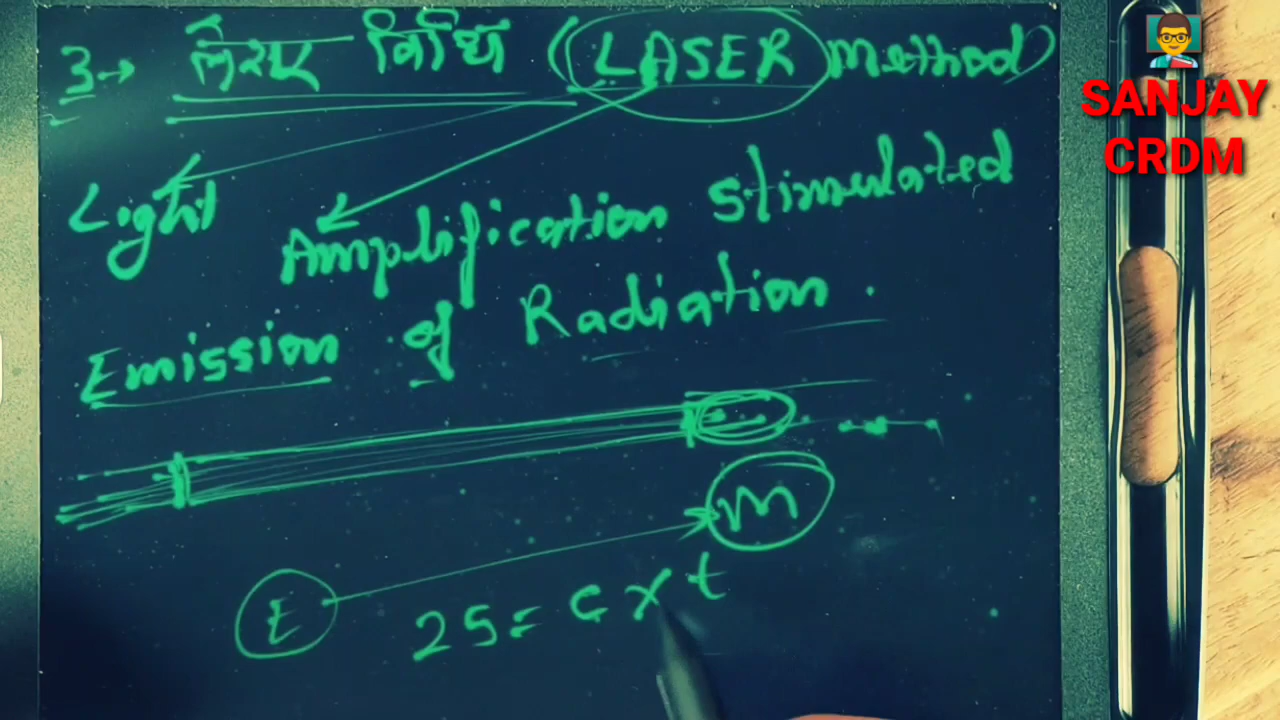 3→ लेसर विधि (LASER method)
Light Amplification stimulated
Emission of Radiation.
M
E
2S = c x t
SANJAY
CRDM